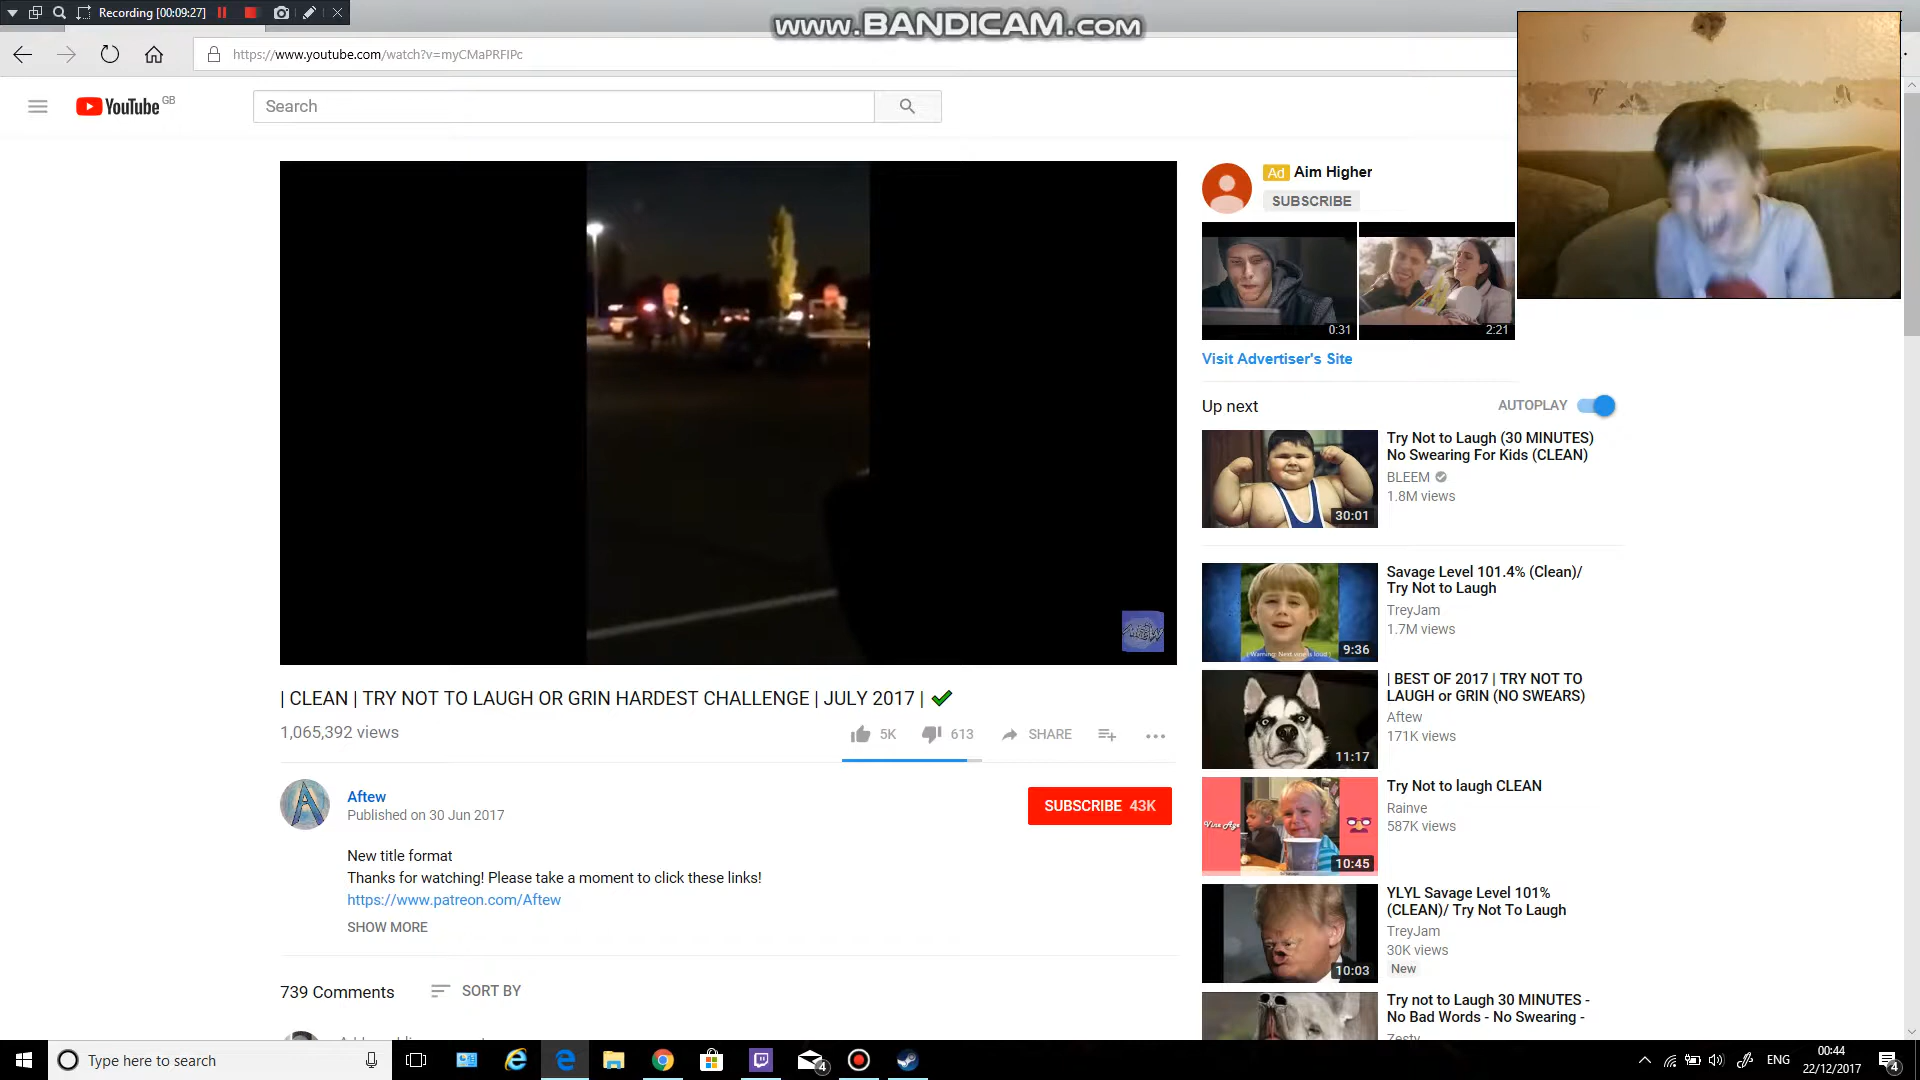 Recording [00:09:27]
www.BANDICAM.com
https://www.youtube.com/watch?v=myCMaPRFIPc
YouTube GB
Search
Ad Aim Higher
SUBSCRIBE
0:31
2:21
Visit Advertiser's Site
Up next
AUTOPLAY
Try Not to Laugh (30 MINUTES)
No Swearing For Kids (CLEAN)
BLEEM
1.8M views
30:01
Savage Level 101.4% (Clean)/
Try Not to Laugh
TreyJam
1.7M views
9:36
| CLEAN | TRY NOT TO LAUGH OR GRIN HARDEST CHALLENGE | JULY 2017 | ✔
1,065,392 views
5K
613
SHARE
| BEST OF 2017 | TRY NOT TO
LAUGH or GRIN (NO SWEARS)
Aftew
171K views
11:17
Aftew
Published on 30 Jun 2017
SUBSCRIBE 43K
Try Not to laugh CLEAN
Rainve
587K views
10:45
New title format
Thanks for watching! Please take a moment to click these links!
https://www.patreon.com/Aftew
SHOW MORE
YLYL Savage Level 101%
(CLEAN)/ Try Not To Laugh
TreyJam
30K views
New
10:03
739 Comments
SORT BY
Try not to Laugh 30 MINUTES -
No Bad Words - No Swearing -
Type here to search
4
ENG
00:44
22/12/2017
4